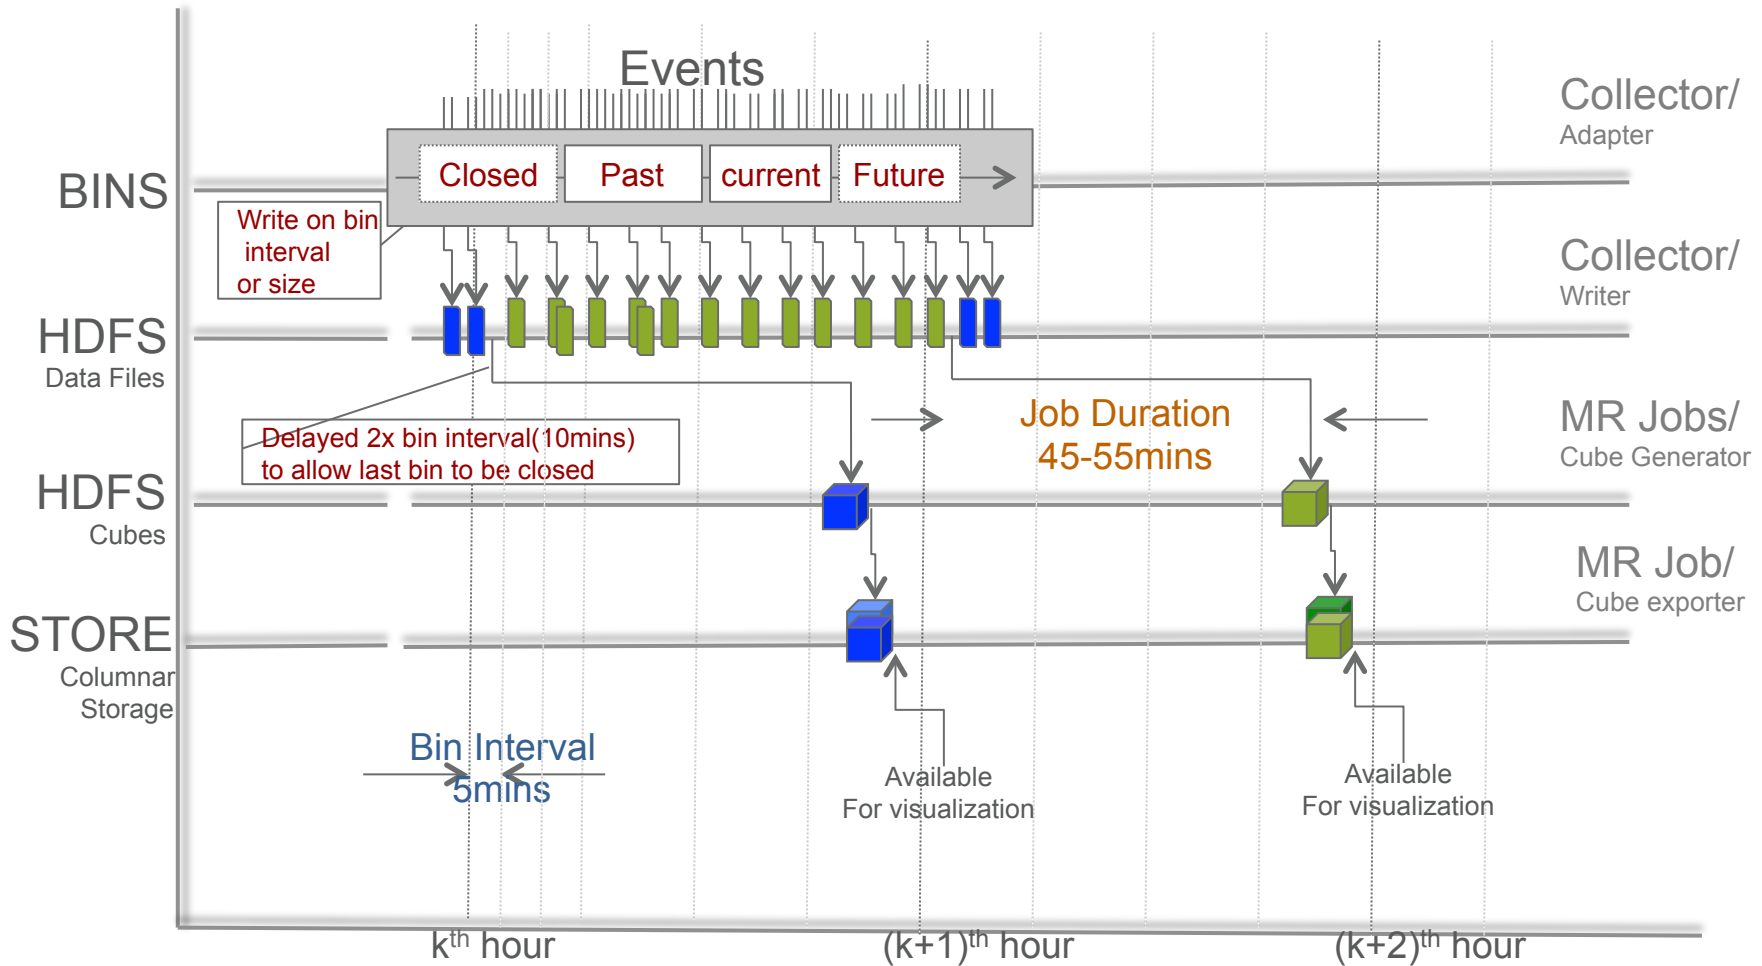 Events
Collector/
Adapter
BINS
Closed
Past
current
Future
Write on bin
interval
or size
Collector/
Writer
HDFS
Data Files
Delayed 2x bin interval(10mins)
to allow last bin to be closed
Job Duration
45-55mins
MR Jobs/
Cube Generator
HDFS
Cubes
MR Job/
Cube exporter
STORE
Columnar
Storage
Bin Interval
5mins
Available
For visualization
Available
For visualization
kth hour
(k+1)th hour
(k+2)th hour